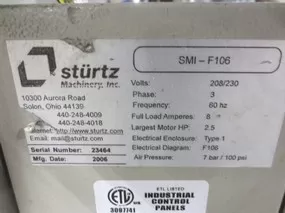 stürtz
Machinery, Inc.
10300 Aurora Road
Solon, Ohio 44139
440-248-4009
440-248-4018
http://www.sturtz.com
Email: mail@sturtz.com
Serial Number: 23464
Mfg. Date: 2006
SMI – F106
Volts: 208/230
Phase: 3
Frequency: 60 hz
Full Load Amperes: 8
Largest Motor HP: 2.5
Electrical Enclosure: Type 1
Electrical Diagram: F106
Air Pressure: 7 bar / 100 psi
ETL LISTED
INDUSTRIAL
CONTROL
PANELS
3097741